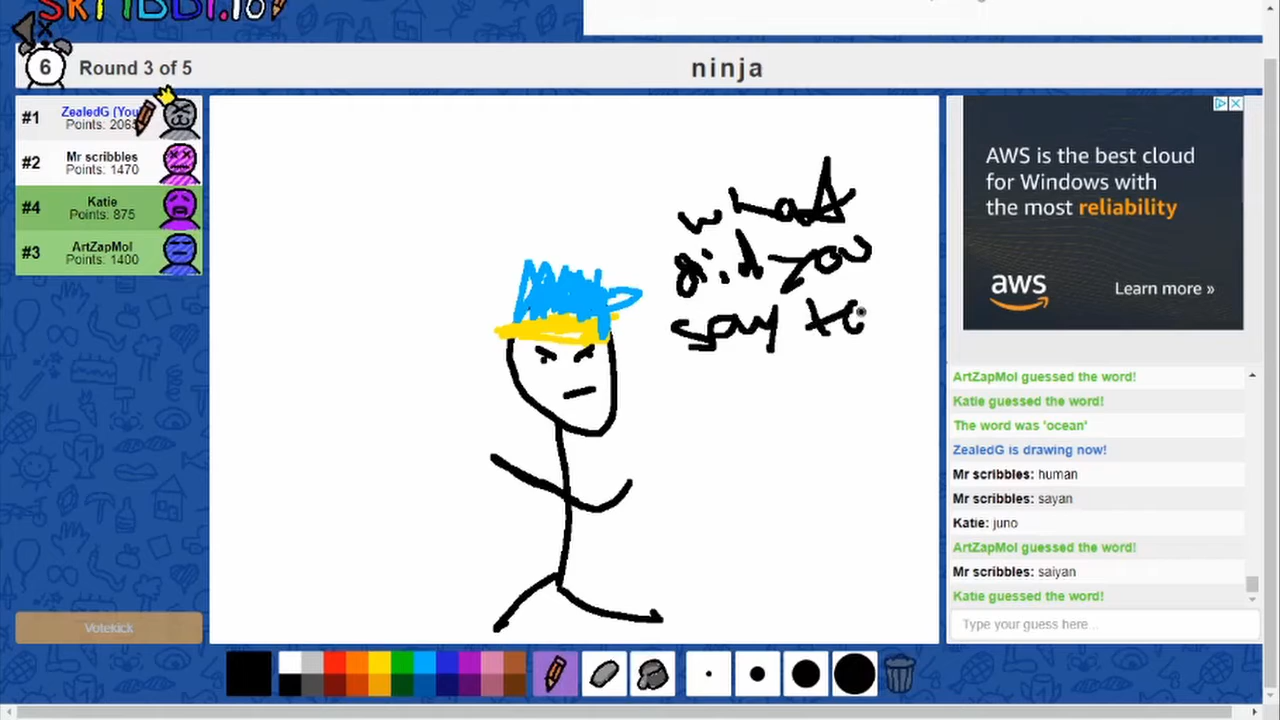 skribbl.io
6
Round 3 of 5
ninja
#1
ZealedG (You
Points: 2065
#2
Mr scribbles
Points: 1470
#4
Katie
Points: 875
#3
ArtZapMol
Points: 1400
Votekick
what
did you
say to
AWS is the best cloud
for Windows with
the most reliability
aws
Learn more »
ArtZapMol guessed the word!
Katie guessed the word!
The word was 'ocean'
ZealedG is drawing now!
Mr scribbles: human
Mr scribbles: sayan
Katie: juno
ArtZapMol guessed the word!
Mr scribbles: saiyan
Katie guessed the word!
Type your guess here...